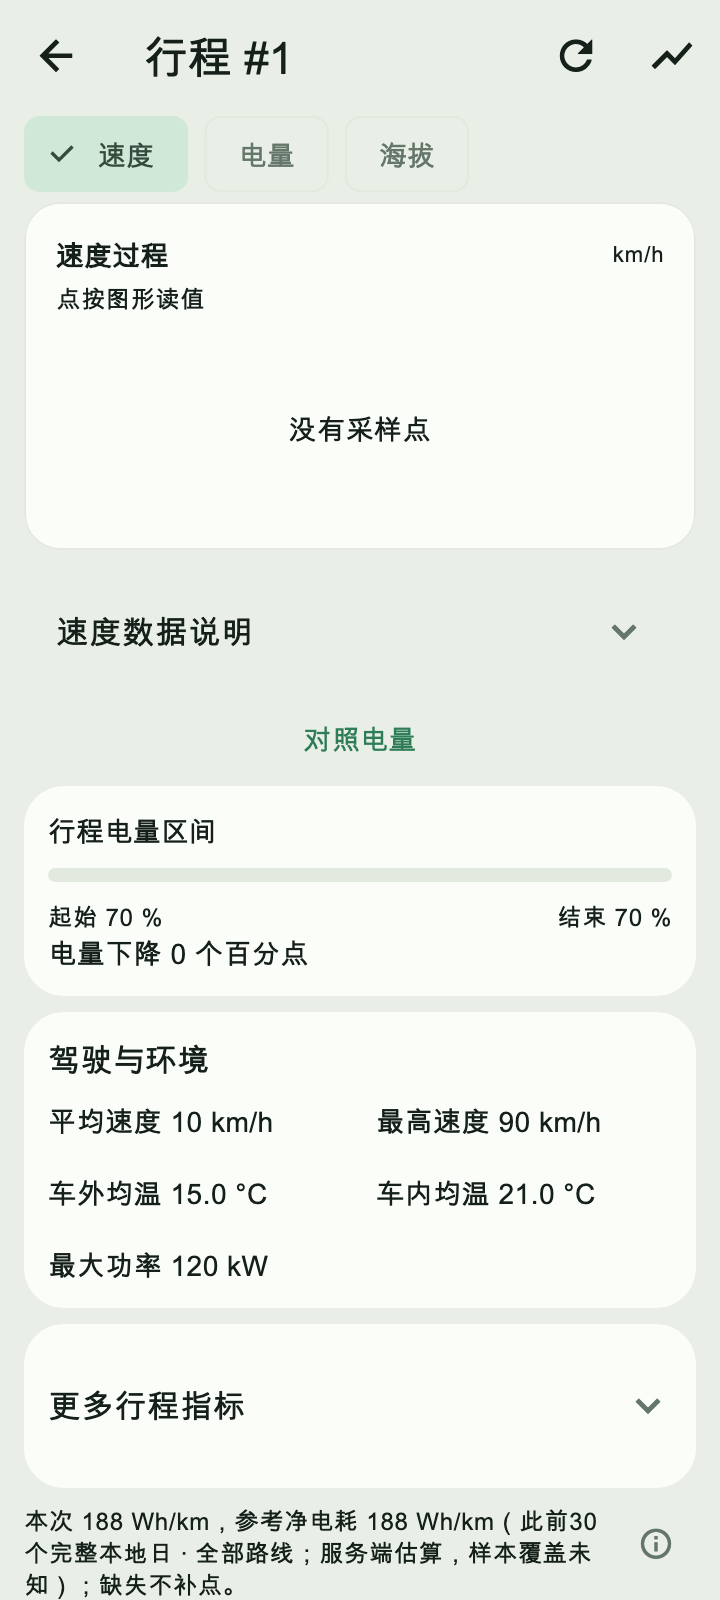 行程 #1
速度
电量
海拔
速度过程
km/h
点按图形读值
没有采样点
速度数据说明
对照电量
行程电量区间
起始 70 %
结束 70 %
电量下降 0 个百分点
驾驶与环境
平均速度 10 km/h
最高速度 90 km/h
车外均温 15.0 °C
车内均温 21.0 °C
最大功率 120 kW
更多行程指标
本次 188 Wh/km，参考净电耗 188 Wh/km（此前30
个完整本地日 · 全部路线；服务端估算，样本覆盖未
知）；缺失不补点。